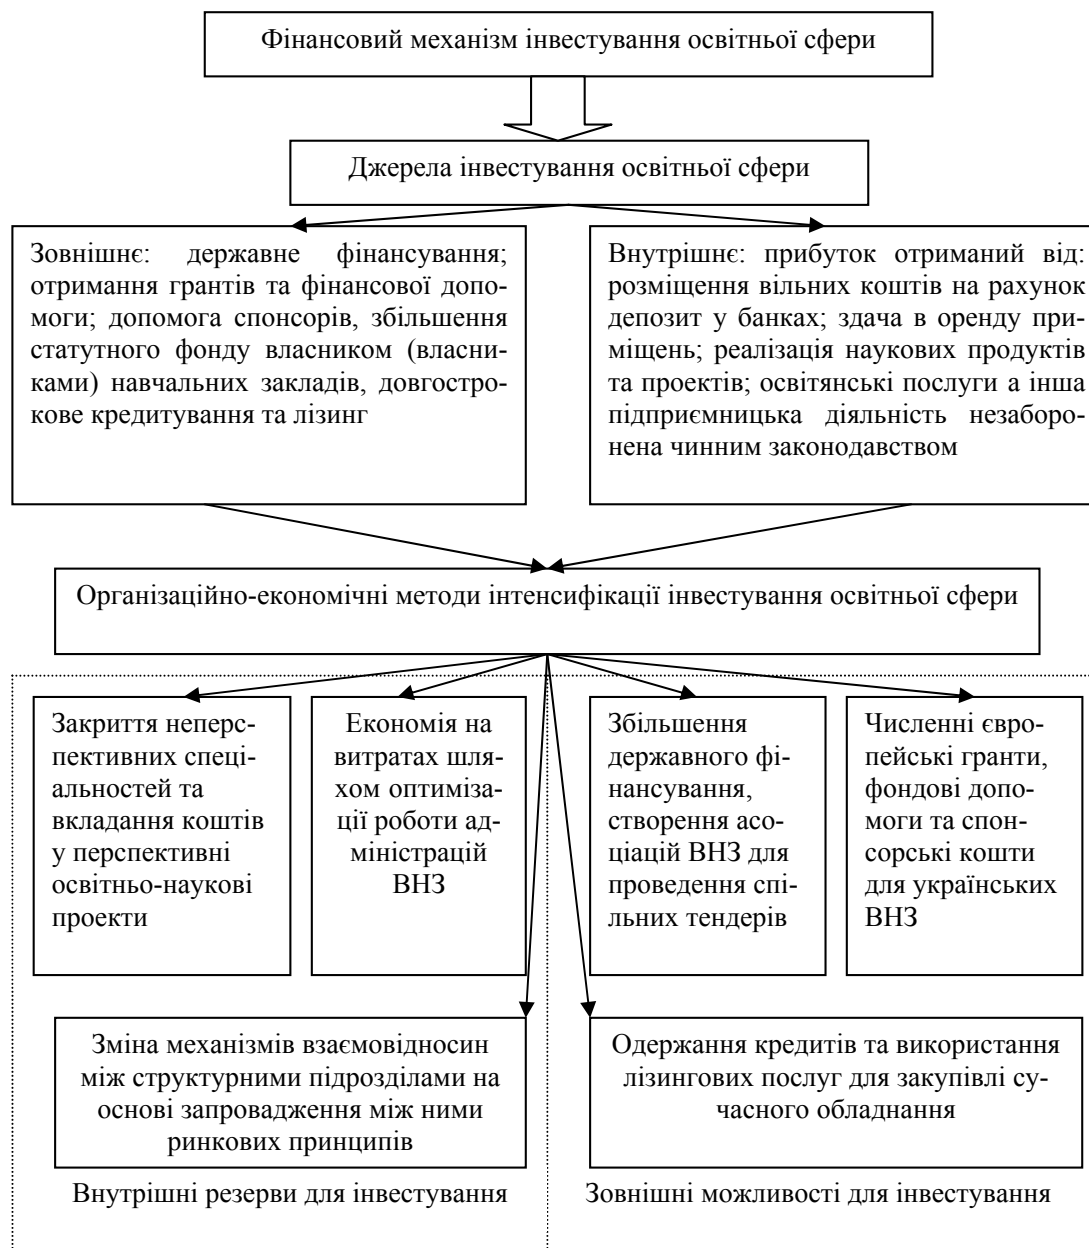 Фінансовий механізм інвестування освітньої сфери
Джерела інвестування освітньої сфери
Зовнішнє: державне фінансування;
отримання грантів та фінансової допо-
моги; допомога спонсорів, збільшення
статутного фонду власником (власни-
ками) навчальних закладів, довгостро-
кове кредитування та лізинг
Внутрішнє: прибуток отриманий від:
розміщення вільних коштів на рахунок
депозит у банках; здача в оренду при-
міщень; реалізація наукових продуктів
та проектів; освітянські послуги а інша
підприємницька діяльність незаборо-
нена чинним законодавством
Організаційно-економічні методи інтенсифікації інвестування освітньої сфери
Закриття неперс-
пективних спеці-
альностей та
вкладання коштів
у перспективні
освітньо-наукові
проекти
Економія на
витратах шля-
хом оптиміза-
ції роботи ад-
міністрацій
ВНЗ
Збільшення
державного фі-
нансування,
створення асо-
ціацій ВНЗ для
проведення спі-
льних тендерів
Численні євро-
пейські гранти,
фондові допо-
моги та спон-
сорські кошти
для українських
ВНЗ
Зміна механізмів взаємовідносин
між структурними підрозділами на
основі запровадження між ними
ринкових принципів
Одержання кредитів та використання
лізингових послуг для закупівлі су-
часного обладнання
Внутрішні резерви для інвестування
Зовнішні можливості для інвестування